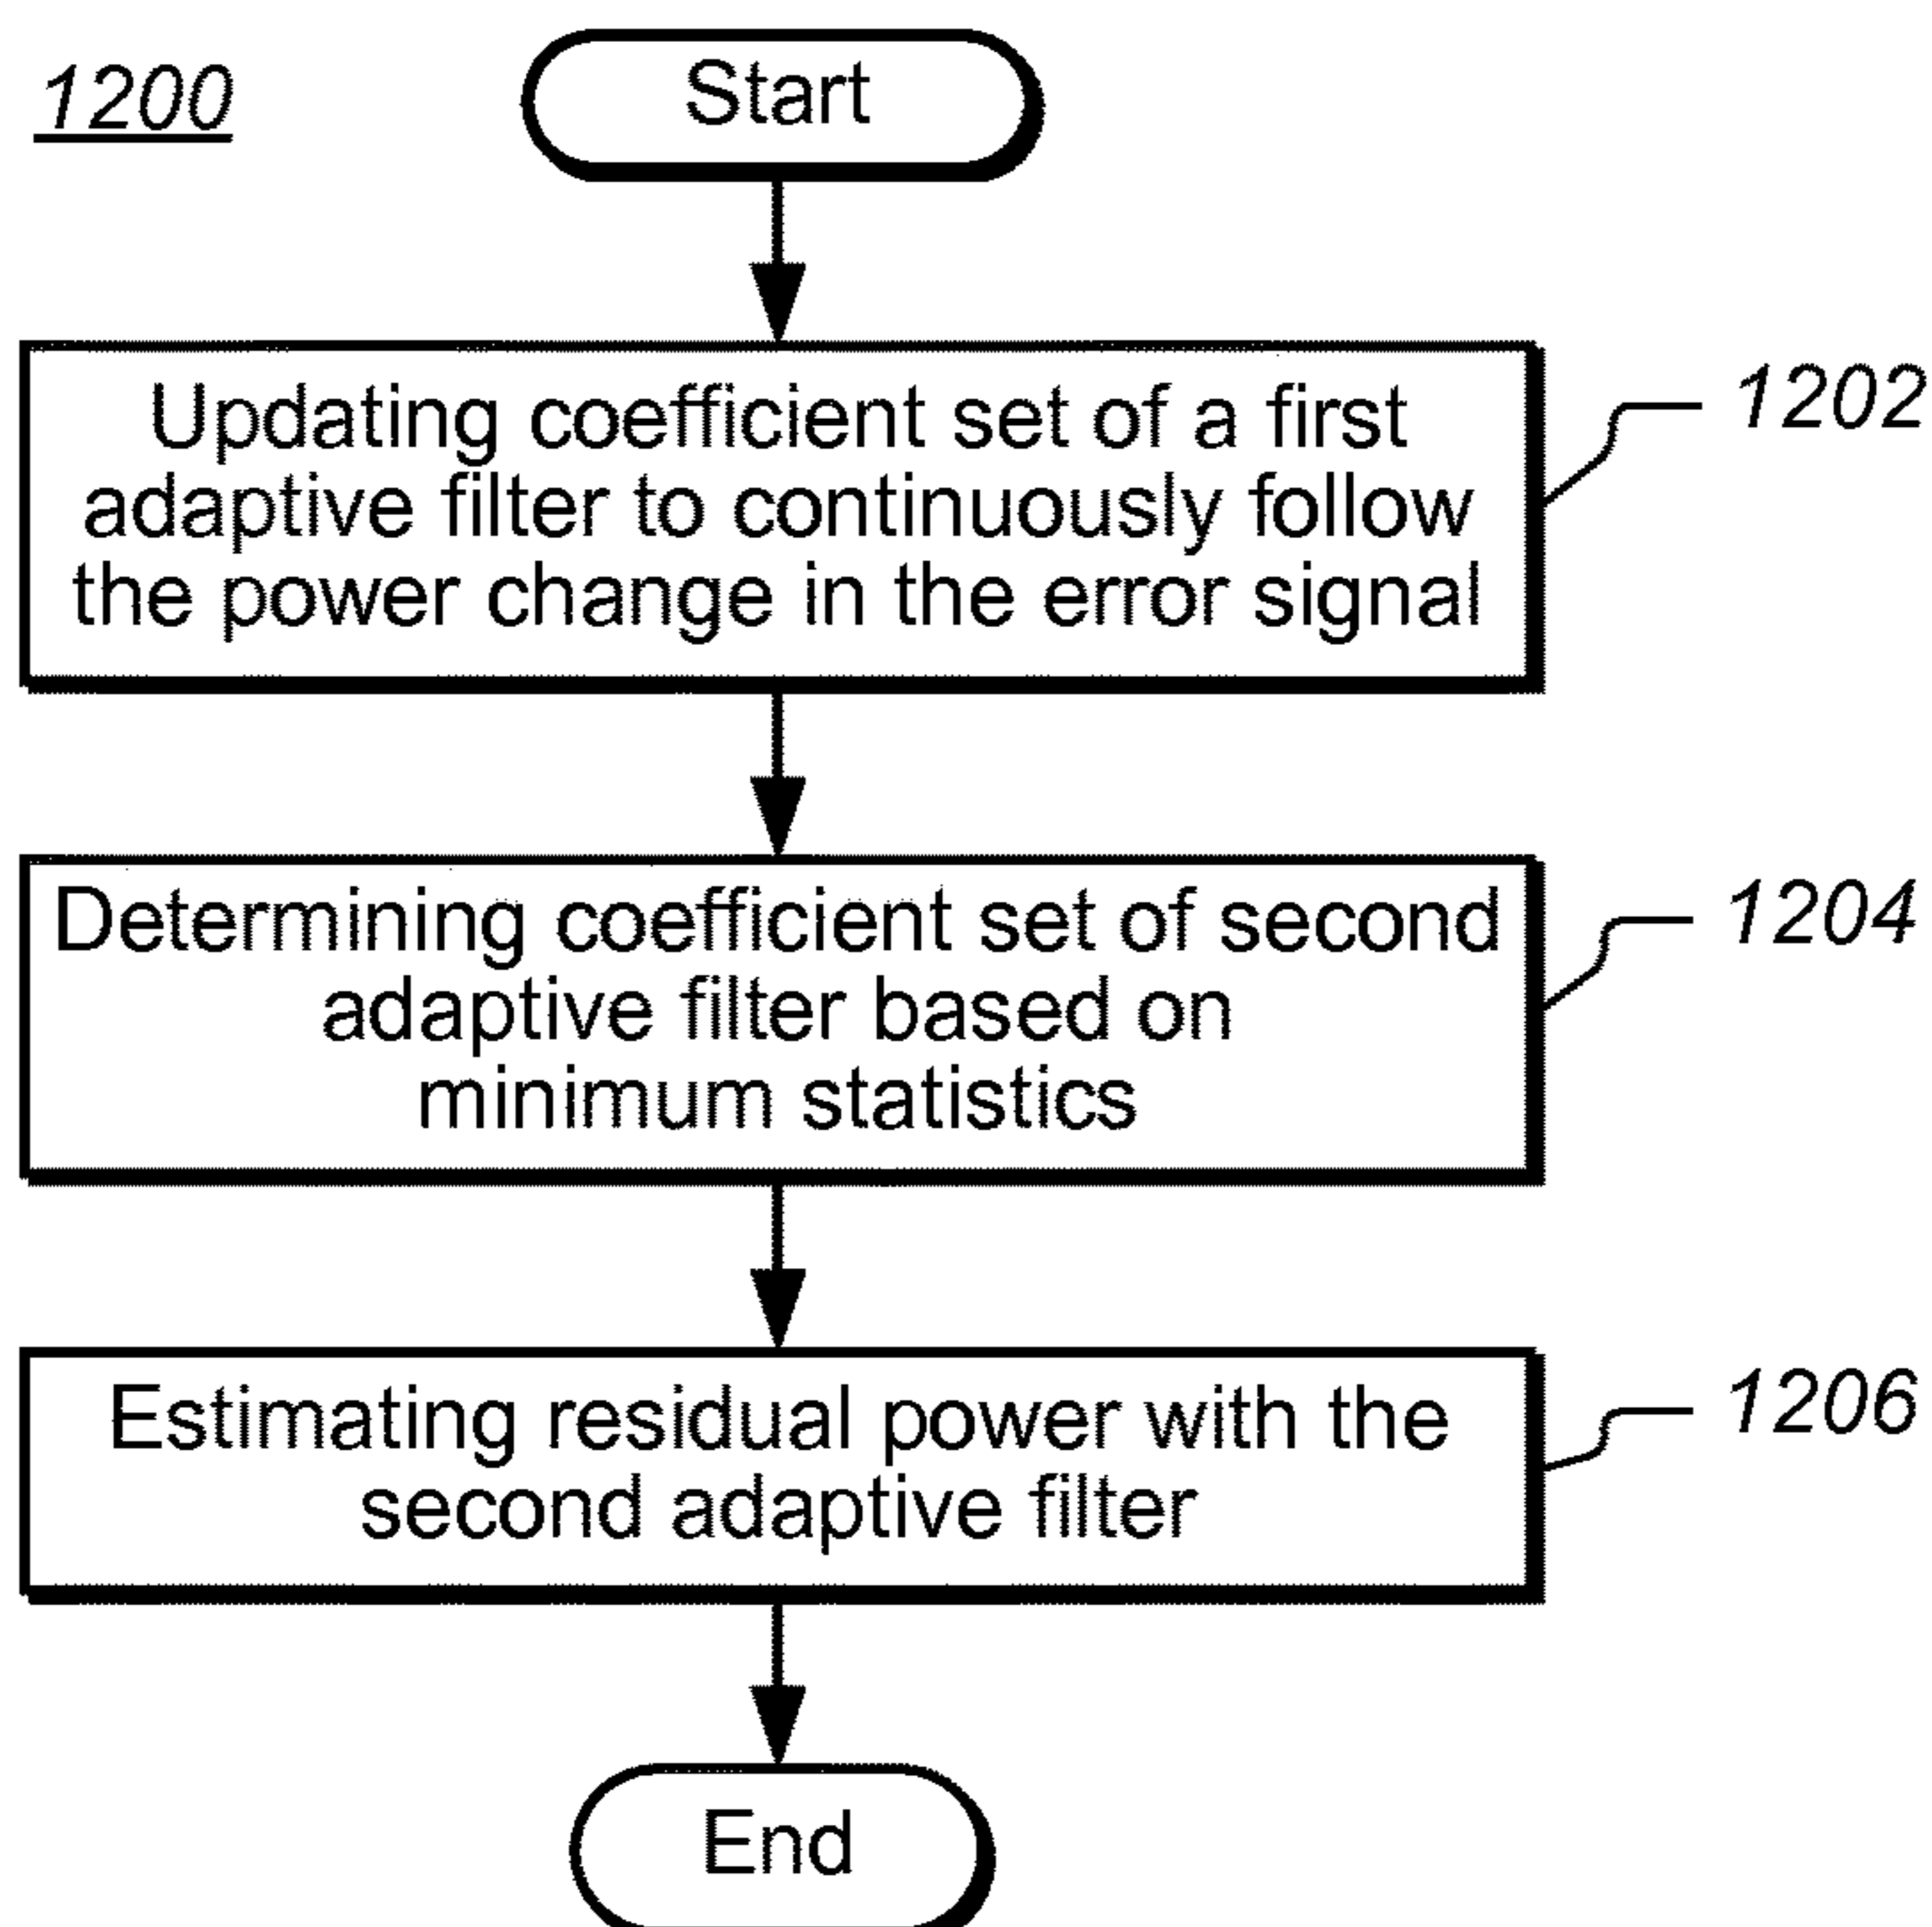 1200
Start
Updating coefficient set of a first
adaptive filter to continuously follow
the power change in the error signal
1202
Determining coefficient set of second
adaptive filter based on
minimum statistics
1204
Estimating residual power with the
second adaptive filter
1206
End